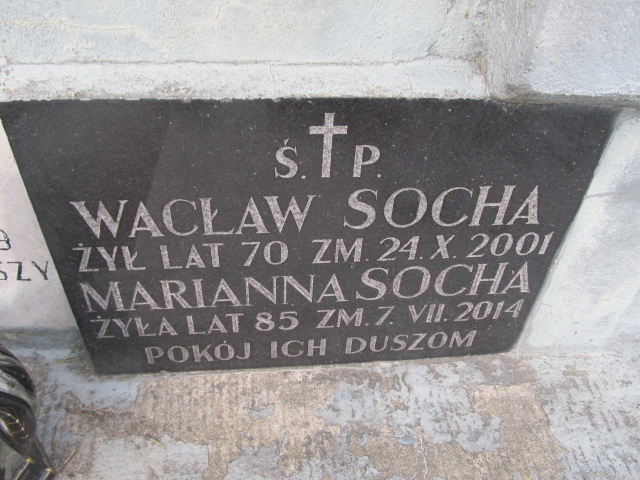 Ś. P.
WACŁAW SOCHA
ŻYŁ LAT 70 ZM. 24. X. 2001
MARIANNA SOCHA
ŻYŁA LAT 85 ZM. 7. VII. 2014
POKÓJ ICH DUSZOM